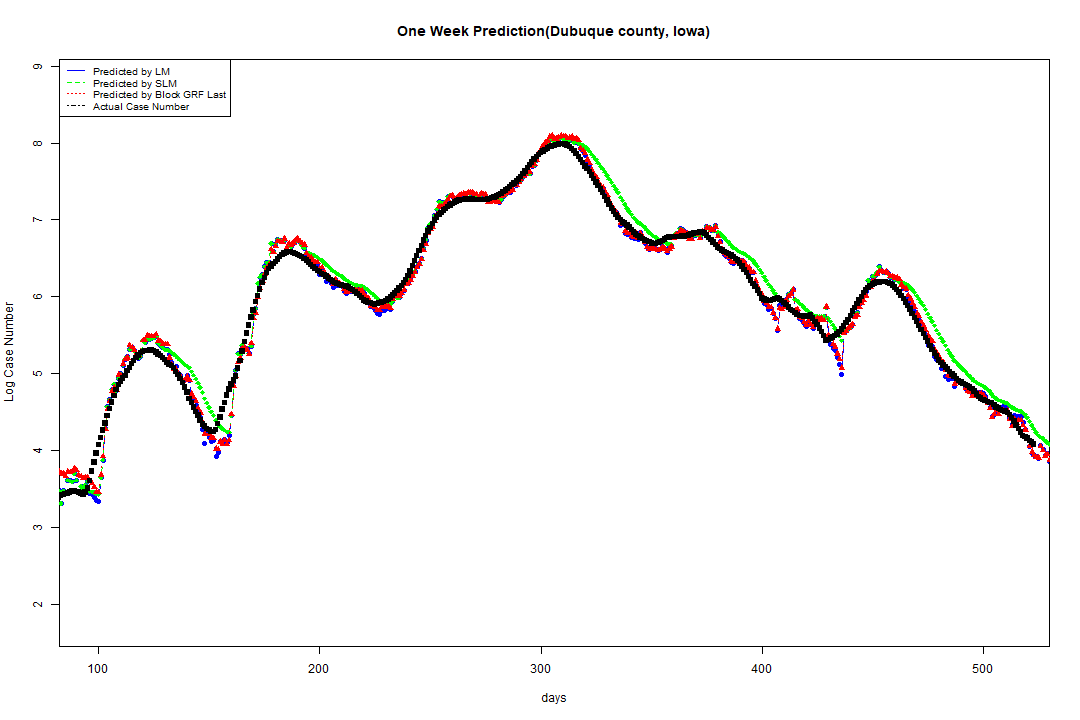 One Week Prediction(Dubuque county, Iowa)
Predicted by LM
Predicted by SLM
Predicted by Block GRF Last
Actual Case Number
Log Case Number
9
8
7
6
5
4
3
2
100 200 300 400 500
days